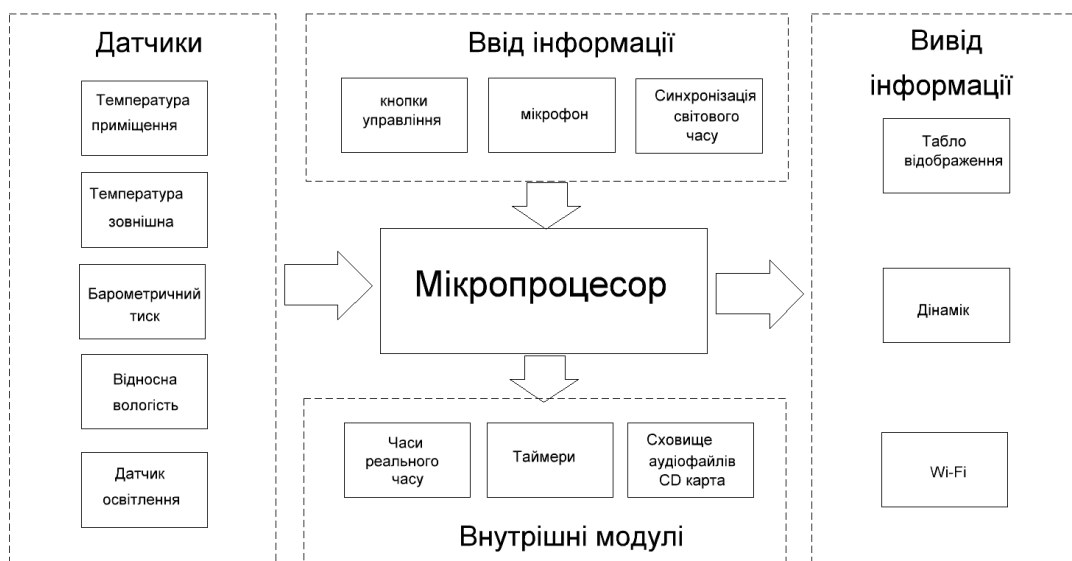 Датчики
Температура
приміщення
Температура
зовнішна
Барометричний
тиск
Відносна
вологість
Датчик
освітлення
Ввід інформації
кнопки
управління
мікрофон
Синхронізація
світового
часу
Мікропроцесор
Часи
реального
часу
Таймери
Сховище
аудіофайлів
CD карта
Внутрішні модулі
Вивід
інформації
Табло
відображення
Дінамік
Wi-Fi